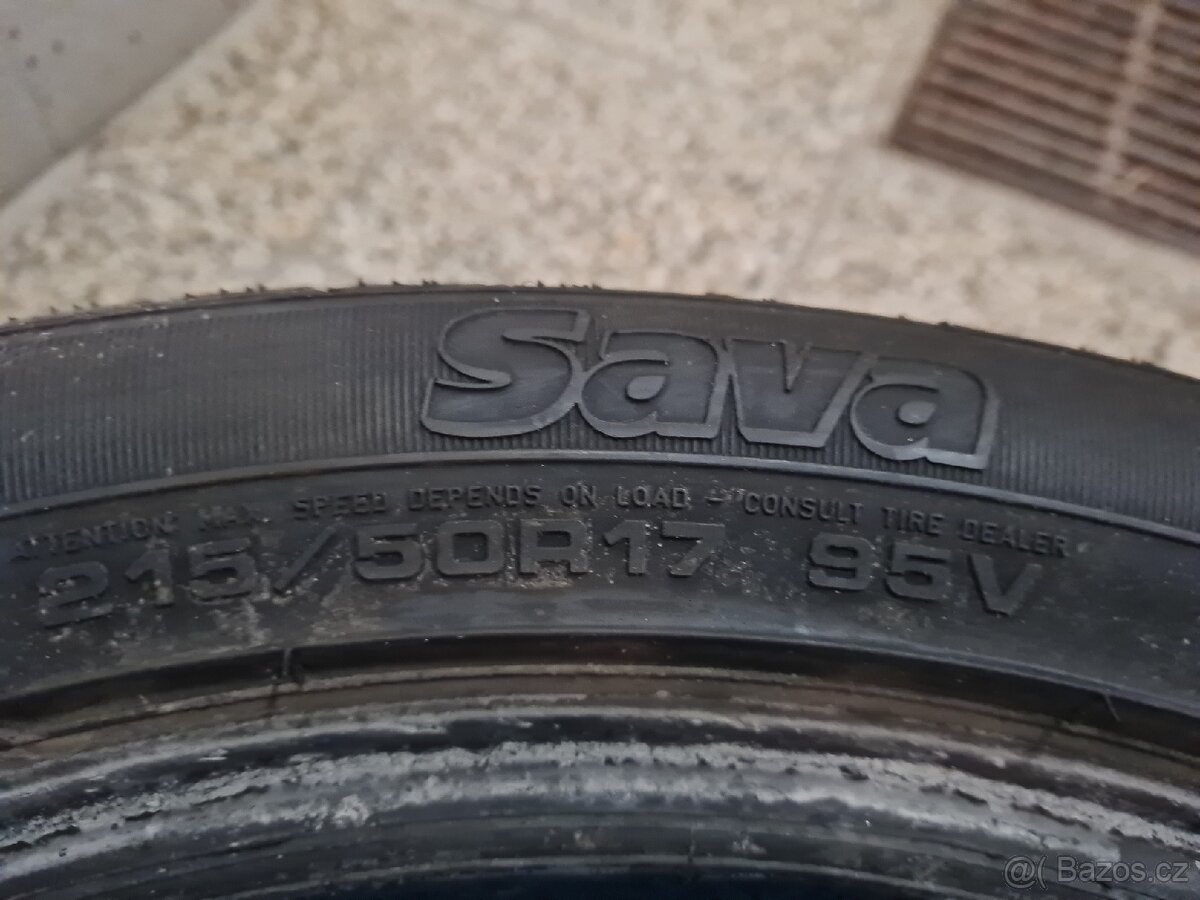 Sava
ATTENTION MAX. SPEED DEPENDS ON LOAD - CONSULT TIRE DEALER
215/50R17 95V
@( Bazos.cz